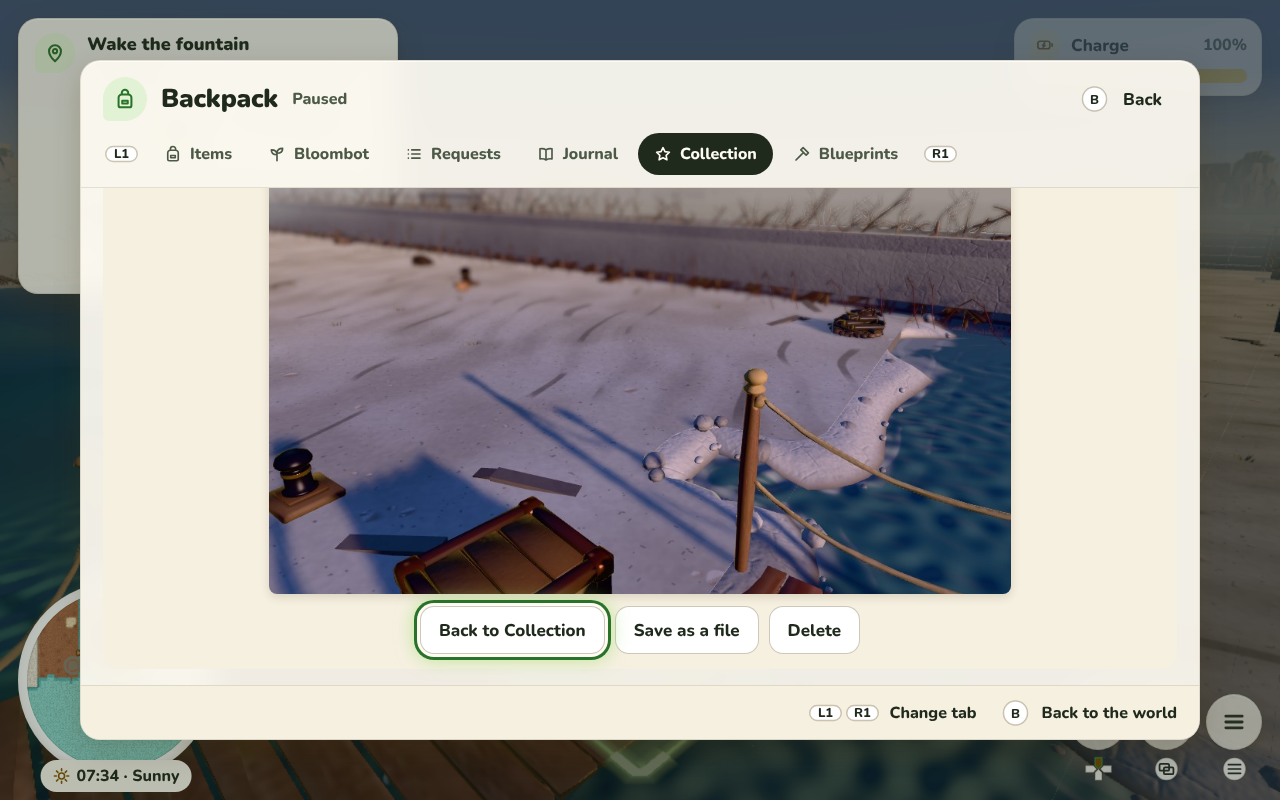 Wake the fountain
Charge 100%
Backpack Paused
B Back
L1 Items Bloombot Requests Journal Collection Blueprints R1
Back to Collection Save as a file Delete
L1 R1 Change tab B Back to the world
07:34 · Sunny